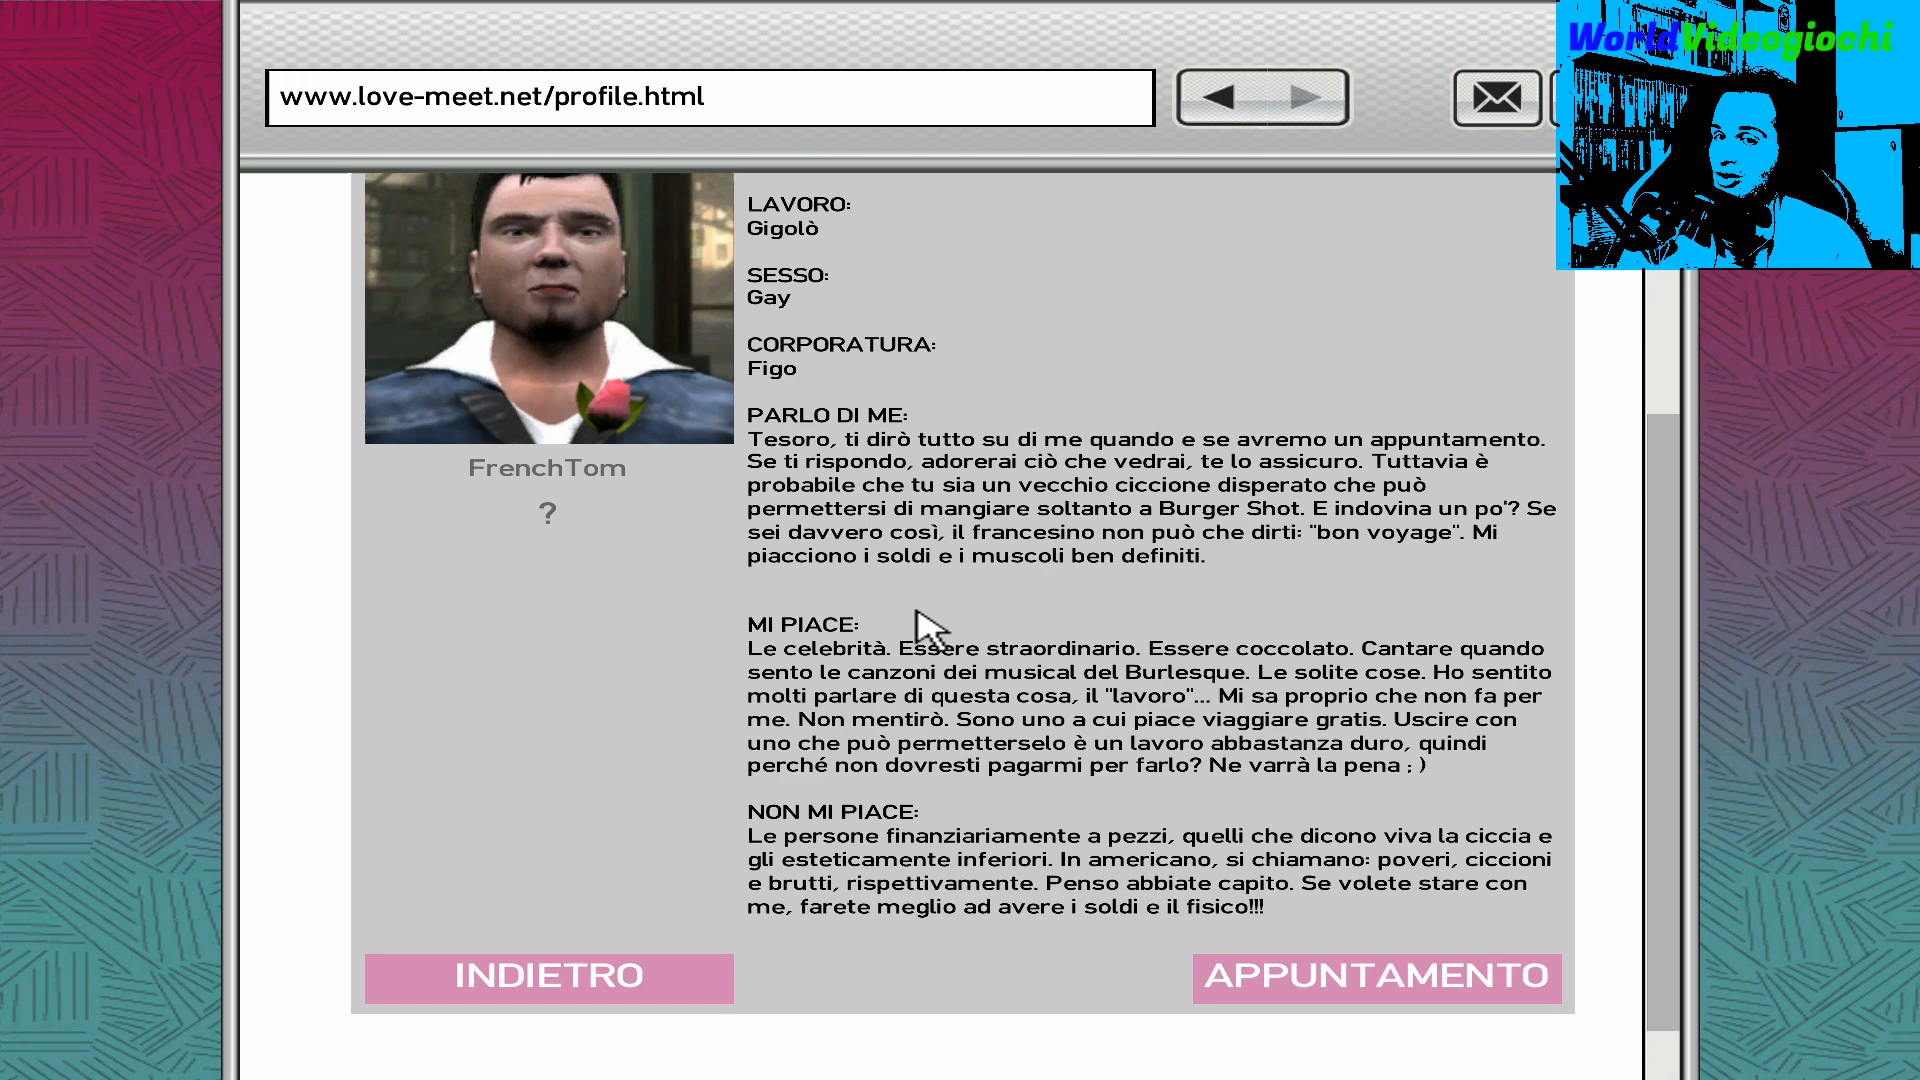 WorldVideogiochi
www.love-meet.net/profile.html
LAVORO:
Gigolò
SESSO:
Gay
CORPORATURA:
Figo
PARLO DI ME:
Tesoro, ti dirò tutto su di me quando e se avremo un appuntamento.
Se ti rispondo, adorerai ciò che vedrai, te lo assicuro. Tuttavia è
probabile che tu sia un vecchio ciccione disperato che può
permettersi di mangiare soltanto a Burger Shot. E indovina un po'? Se
sei davvero così, il francesino non può che dirti: "bon voyage". Mi
piacciono i soldi e i muscoli ben definiti.
FrenchTom
?
MI PIACE:
Le celebrità. Essere straordinario. Essere coccolato. Cantare quando
sento le canzoni dei musical del Burlesque. Le solite cose. Ho sentito
molti parlare di questa cosa, il "lavoro"... Mi sa proprio che non fa per
me. Non mentirò. Sono uno a cui piace viaggiare gratis. Uscire con
uno che può permetterselo è un lavoro abbastanza duro, quindi
perché non dovresti pagarmi per farlo? Ne varrà la pena ; )
NON MI PIACE:
Le persone finanziariamente a pezzi, quelli che dicono viva la ciccia e
gli esteticamente inferiori. In americano, si chiamano: poveri, ciccioni
e brutti, rispettivamente. Penso abbiate capito. Se volete stare con
me, farete meglio ad avere i soldi e il fisico!!!
INDIETRO
APPUNTAMENTO